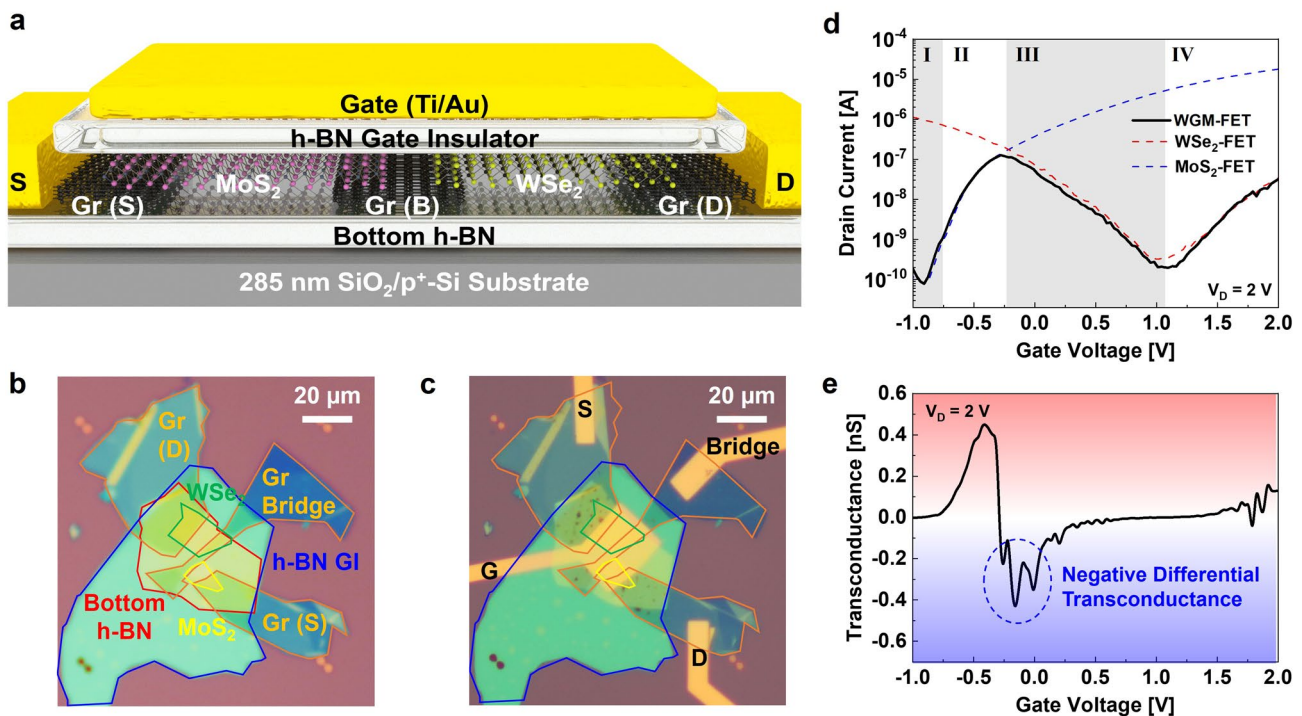 a
Gate (Ti/Au)
h-BN Gate Insulator
S
MoS₂
WSe₂
D
Gr (S)
Gr (B)
Gr (D)
Bottom h-BN
285 nm SiO₂/p⁺-Si Substrate
b
20 µm
Gr
(D)
WSe₂
Gr
Bridge
h-BN GI
Bottom
h-BN
MoS₂
Gr (S)
c
20 µm
S
Bridge
G
D
d
Drain Current [A]
10⁻⁴
10⁻⁵
10⁻⁶
10⁻⁷
10⁻⁸
10⁻⁹
10⁻¹⁰
I
II
III
IV
WGM-FET
WSe₂-FET
MoS₂-FET
V_D = 2 V
-1.0 -0.5 0.0 0.5 1.0 1.5 2.0
Gate Voltage [V]
e
Transconductance [nS]
0.6
0.4
0.2
0.0
-0.2
-0.4
-0.6
V_D = 2 V
Negative Differential
Transconductance
-1.0 -0.5 0.0 0.5 1.0 1.5 2.0
Gate Voltage [V]